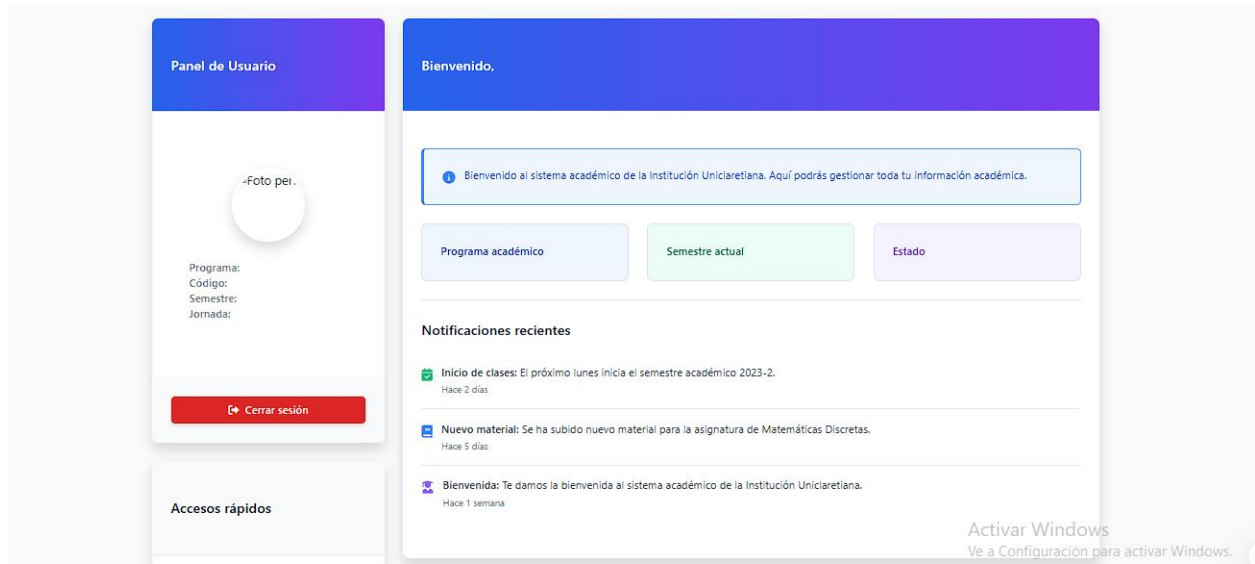 Panel de Usuario
Foto per
Programa:
Código:
Semestre:
Jornada:
Cerrar sesión
Accesos rápidos
Bienvenido,
Bienvenido al sistema académico de la Institución Uniclaretiana. Aquí podrás gestionar toda tu información académica.
Programa académico
Semestre actual
Estado
Notificaciones recientes
Inicio de clases: El próximo lunes inicia el semestre académico 2023-2.
Hace 2 días
Nuevo material: Se ha subido nuevo material para la asignatura de Matemáticas Discretas.
Hace 5 días
Bienvenida: Te damos la bienvenida al sistema académico de la Institución Uniclaretiana.
Hace 1 semana
Activar Windows
Ve a Configuración para activar Windows.